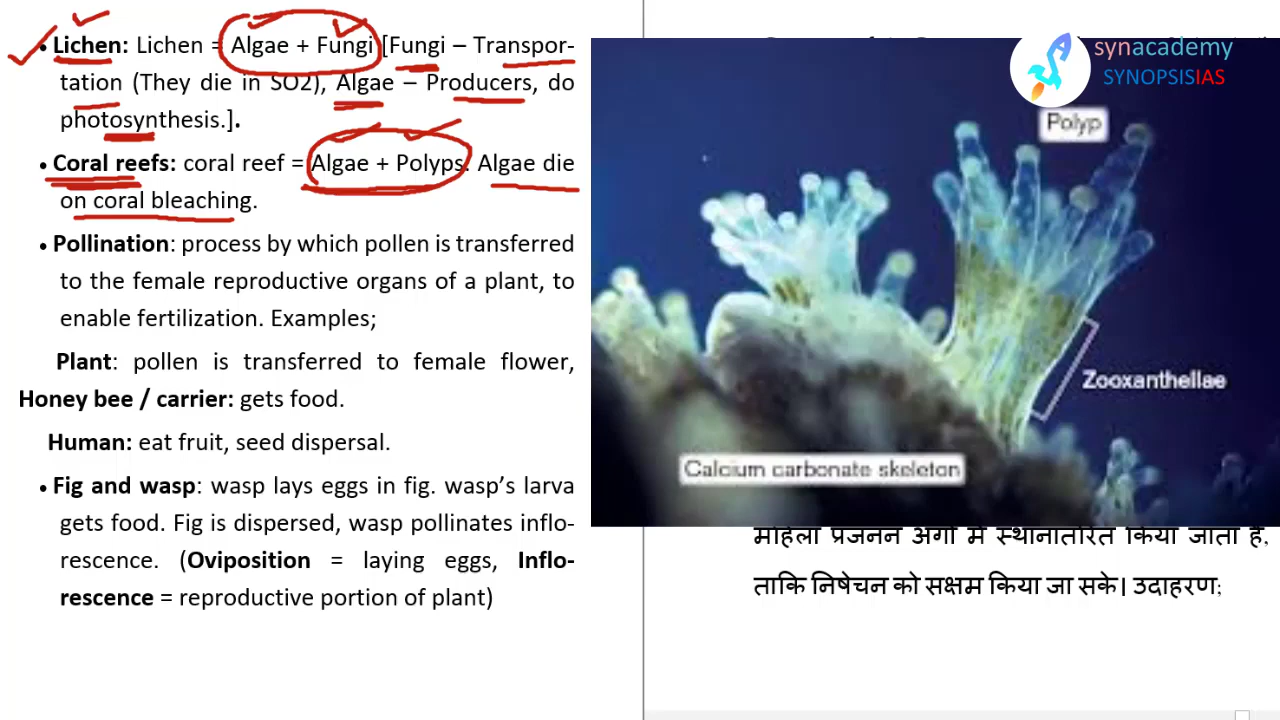 • Lichen: Lichen = Algae + Fungi [Fungi – Transpor-
tation (They die in SO2), Algae – Producers, do
photosynthesis.].
• Coral reefs: coral reef = Algae + Polyps. Algae die
on coral bleaching.
• Pollination: process by which pollen is transferred
to the female reproductive organs of a plant, to
enable fertilization. Examples;
Plant: pollen is transferred to female flower,
Honey bee / carrier: gets food.
Human: eat fruit, seed dispersal.
• Fig and wasp: wasp lays eggs in fig. wasp's larva
gets food. Fig is dispersed, wasp pollinates inflo-
rescence. (Oviposition = laying eggs, Inflo-
rescence = reproductive portion of plant)
synacademy
SYNOPSISIAS
Polyp
Zooxanthellae
Calcium carbonate skeleton
महिला प्रजनन अंगों में स्थानांतरित किया जाता है,
ताकि निषेचन को सक्षम किया जा सके। उदाहरण;